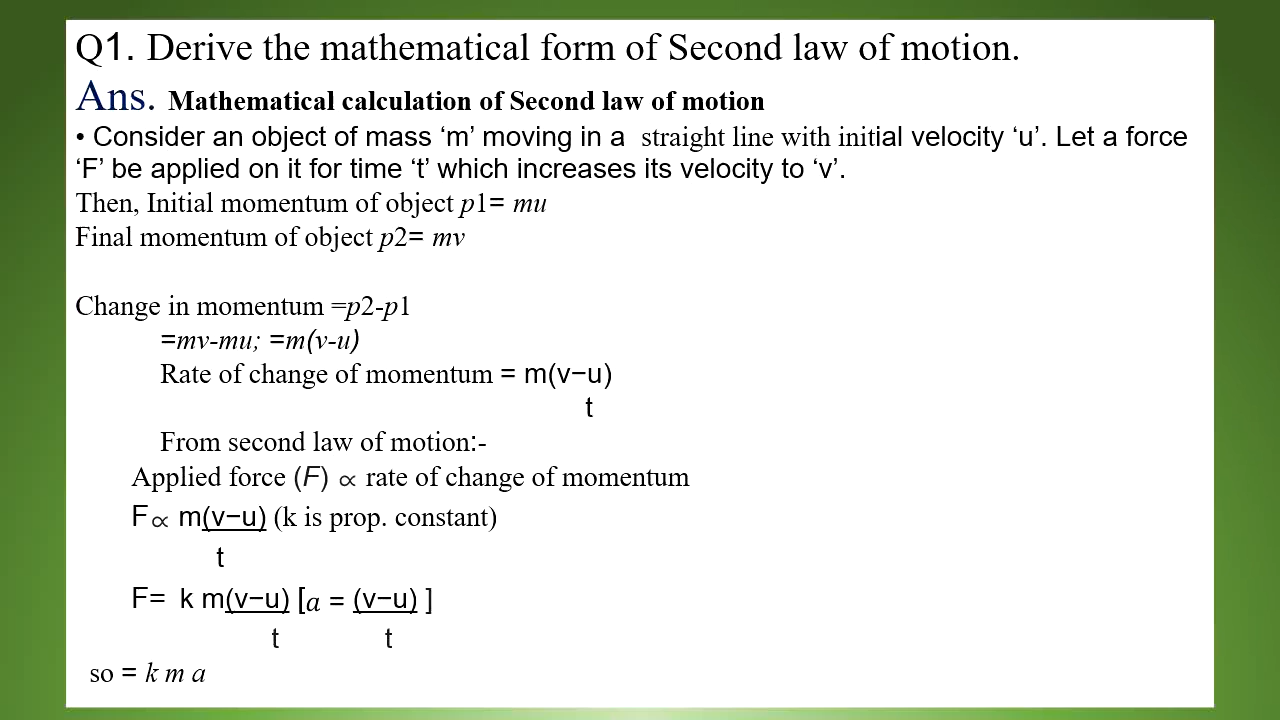 Q1. Derive the mathematical form of Second law of motion.
Ans. Mathematical calculation of Second law of motion
• Consider an object of mass ‘m’ moving in a straight line with initial velocity ‘u’. Let a force
‘F’ be applied on it for time ‘t’ which increases its velocity to ‘v’.
Then, Initial momentum of object p1= mu
Final momentum of object p2= mv
Change in momentum =p2-p1
=mv-mu; =m(v-u)
Rate of change of momentum = m(v−u)
t
From second law of motion:-
Applied force (F) ∝ rate of change of momentum
F∝ m(v−u) (k is prop. constant)
t
F= k m(v−u) [a = (v−u) ]
t t
so = k m a